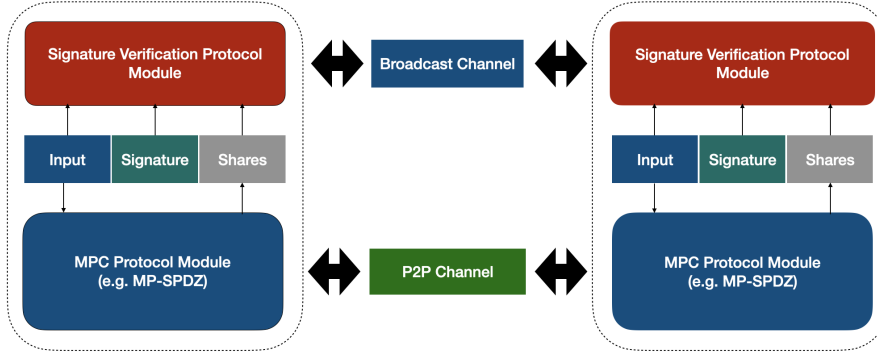 Signature Verification Protocol
Module
Broadcast Channel
Signature Verification Protocol
Module
Input
Signature
Shares
Input
Signature
Shares
MPC Protocol Module
(e.g. MP-SPDZ)
P2P Channel
MPC Protocol Module
(e.g. MP-SPDZ)